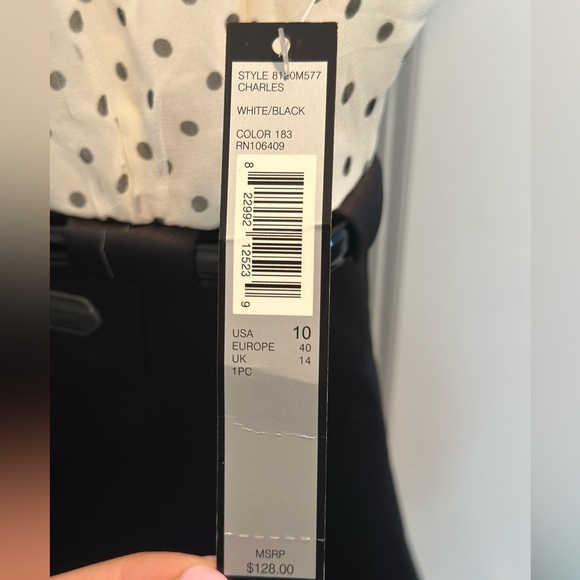 STYLE 8120M577
CHARLES
WHITE/BLACK
COLOR 183
RN106409
8 22992 12523 9
USA 10
EUROPE 40
UK 14
1PC
MSRP
$128.00